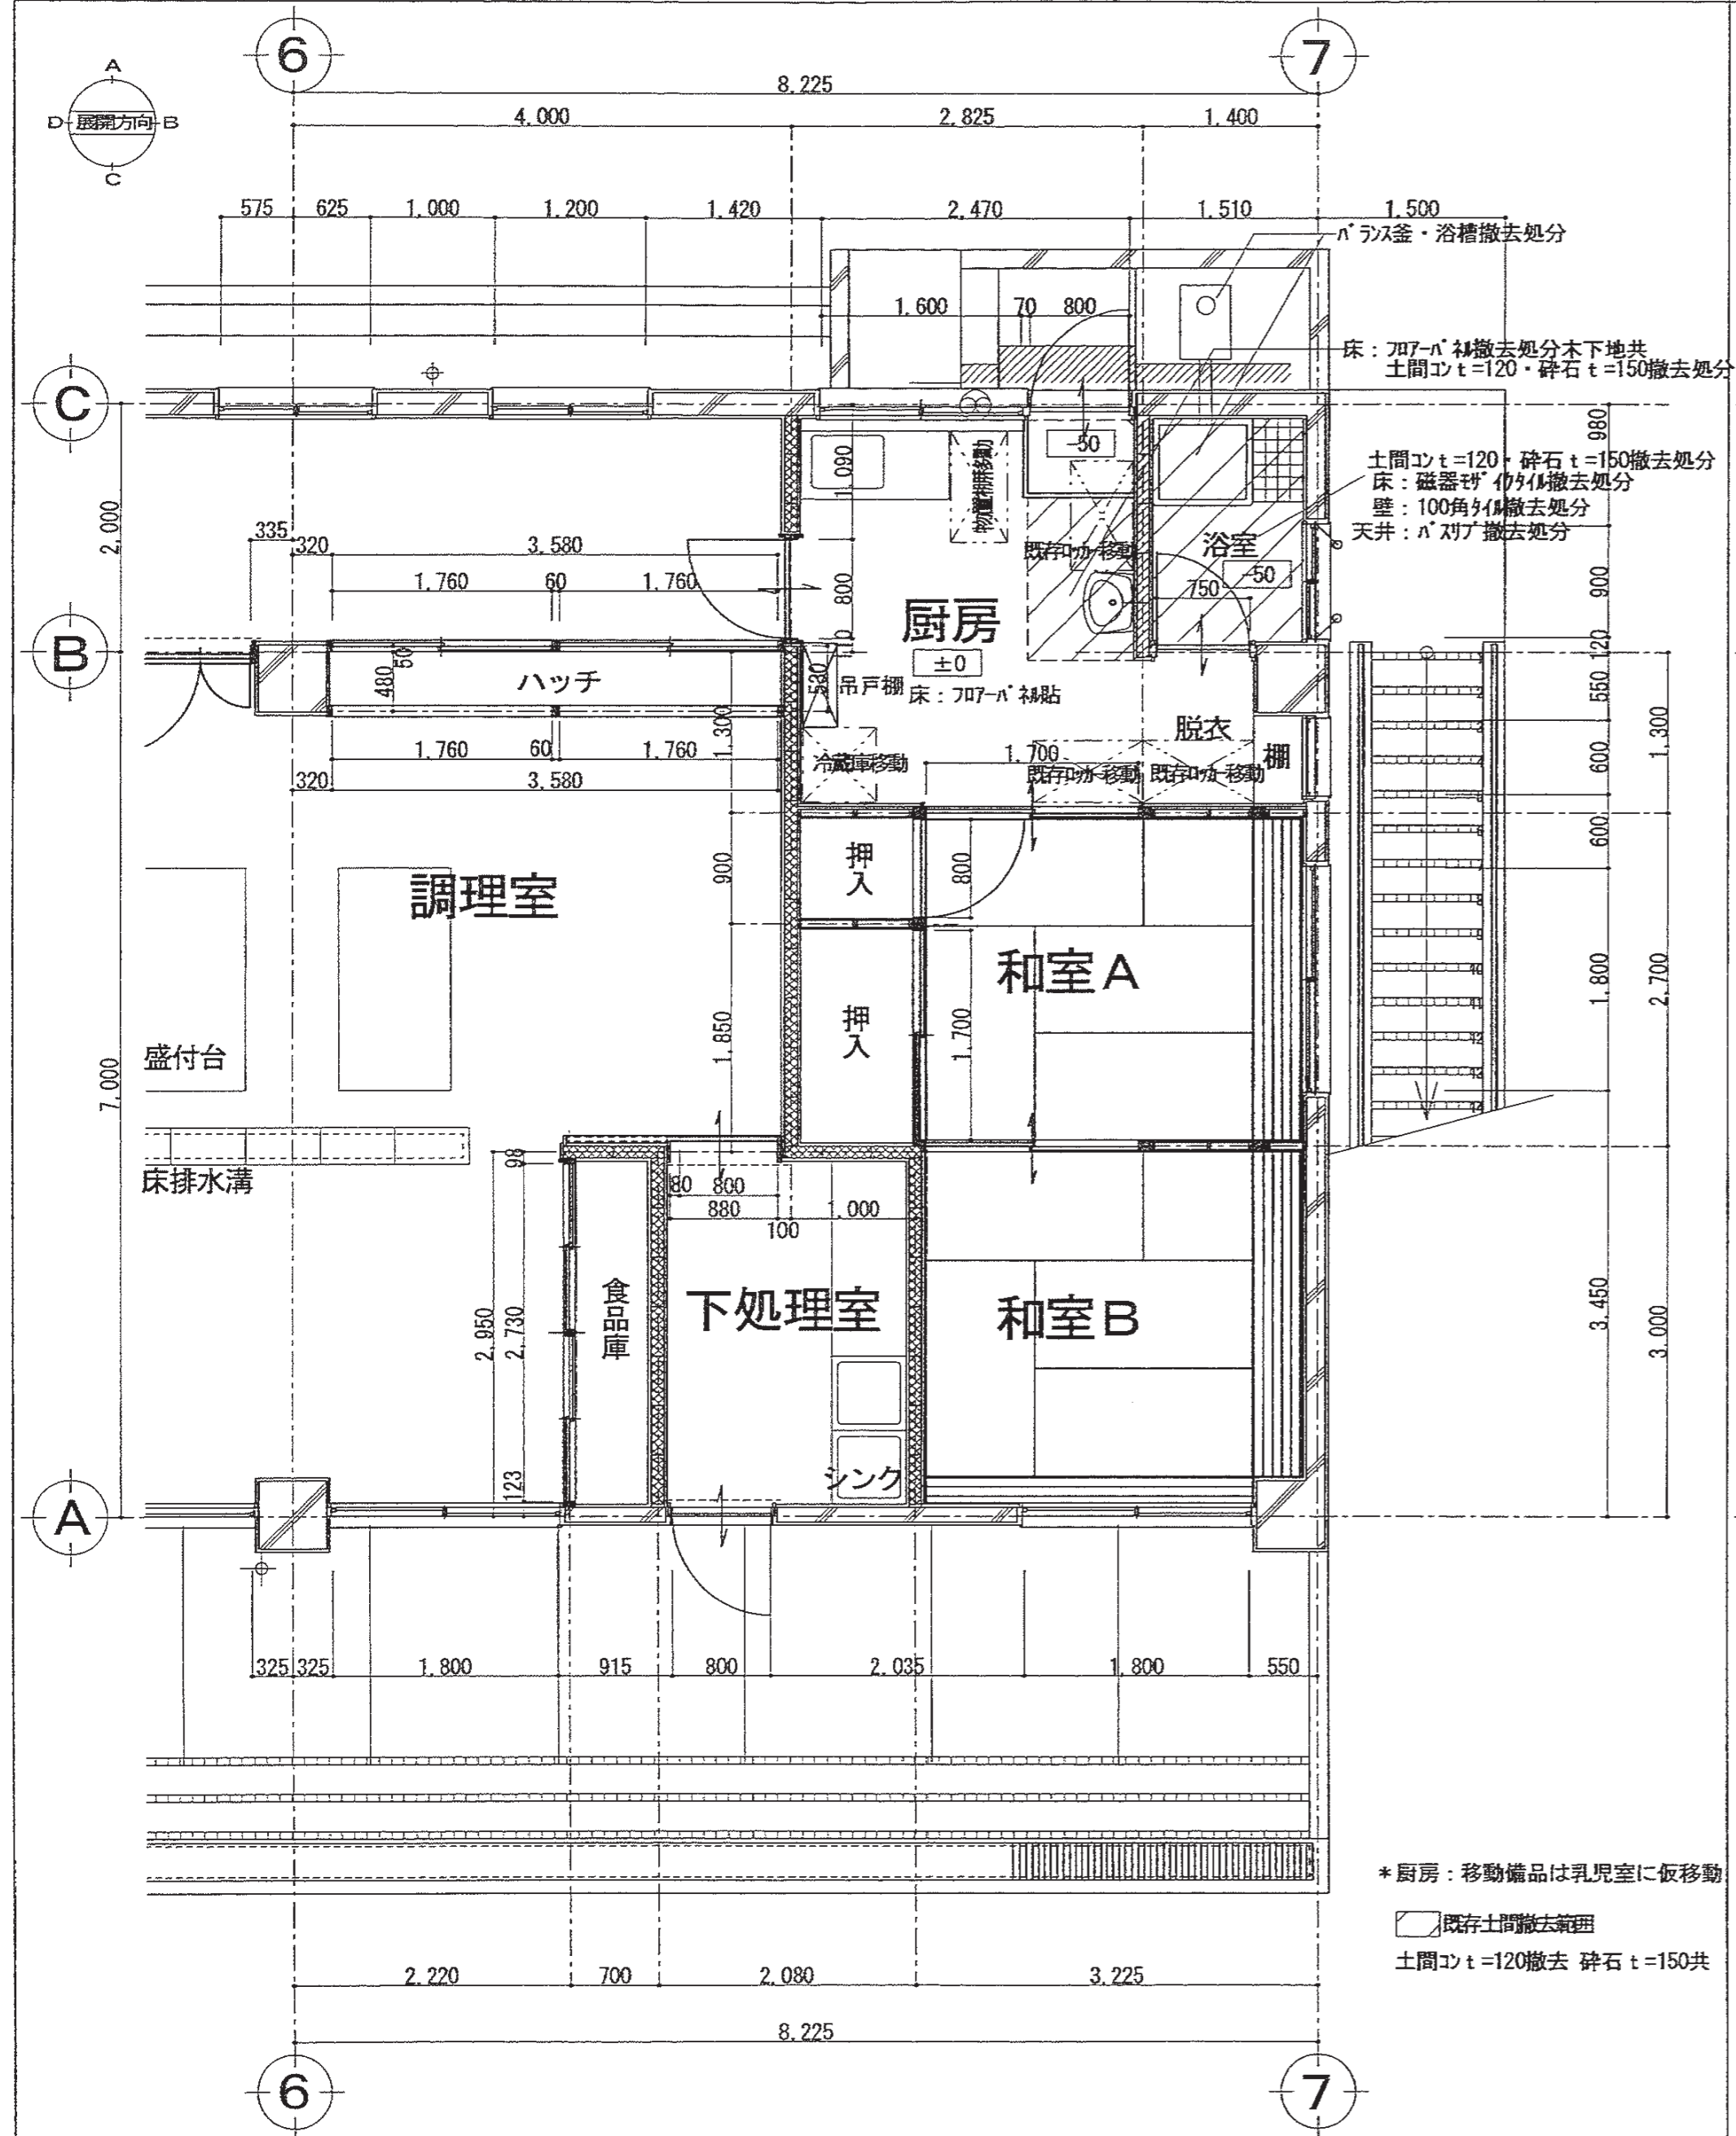 6
7
A
D 展開方向 B
C
8.225
4.000 2.825 1.400
575 625 1.000 1.200 1.420 2.470 1.510 1.500
バランス釜・浴槽撤去処分
1.600 70 800
床：フロアーパネル撤去処分木下地共
土間コンt=120・砕石t=150撤去処分
C
980
-50
1.090
物置棚移動
土間コンt=120・砕石t=150撤去処分
床：磁器モザイクタイル撤去処分
壁：100角タイル撤去処分
天井：バスリブ撤去処分
2.000
335
320 3.580
1.760 60 1.760
800
既存ロッカー移動
浴室
-50
750
900
厨房
±0
床：フロアーパネル貼
B
120
50
480
ハッチ
530
吊戸棚
550
1.300
脱衣
棚
600
1.300
1.760 60 1.760
320 3.580
冷蔵庫移動
1.700
既存ロッカー移動
既存ロッカー移動
600
押入
800
900
調理室
和室A
1.800
2.700
押入
1.700
1.850
盛付台
7.000
床排水溝
98
80 800
880 1.000
100
食品庫
下処理室
和室B
2.950
2.730
3.450
3.000
シンク
123
A
325 325 1.800 915 800 2.035 1.800 550
＊厨房：移動備品は乳児室に仮移動
既存土間撤去範囲
土間コンt=120撤去 砕石t=150共
2.220 700 2.080 3.225
8.225
6
7